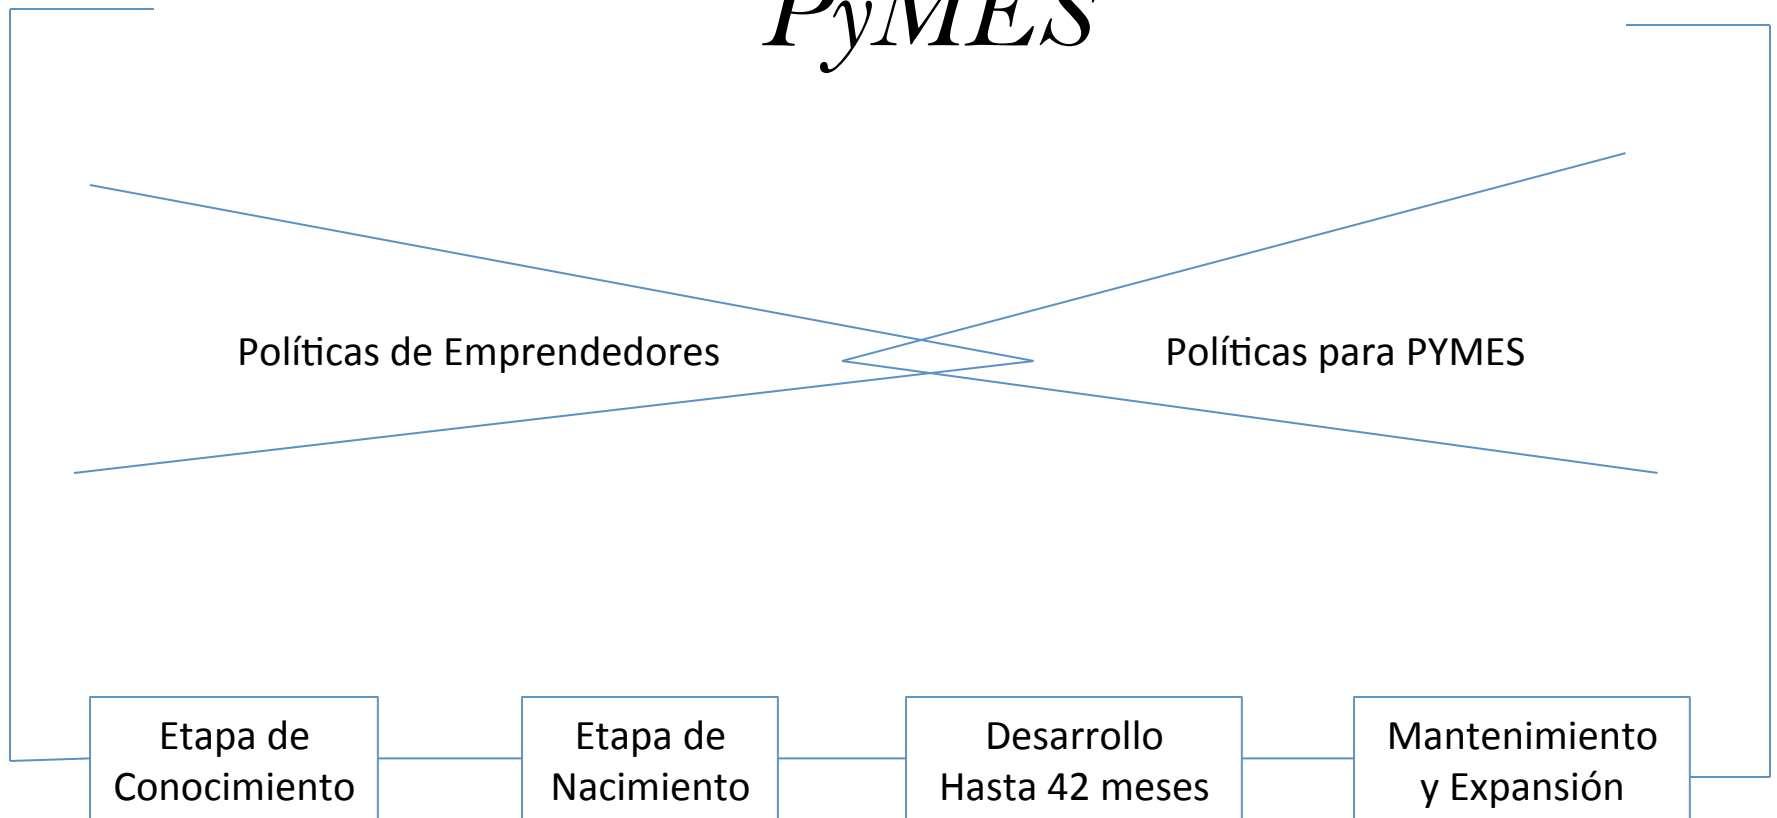 PyMES
Políticas de Emprendedores
Políticas para PYMES
Etapa de
Conocimiento
Etapa de
Nacimiento
Desarrollo
Hasta 42 meses
Mantenimiento
y Expansión